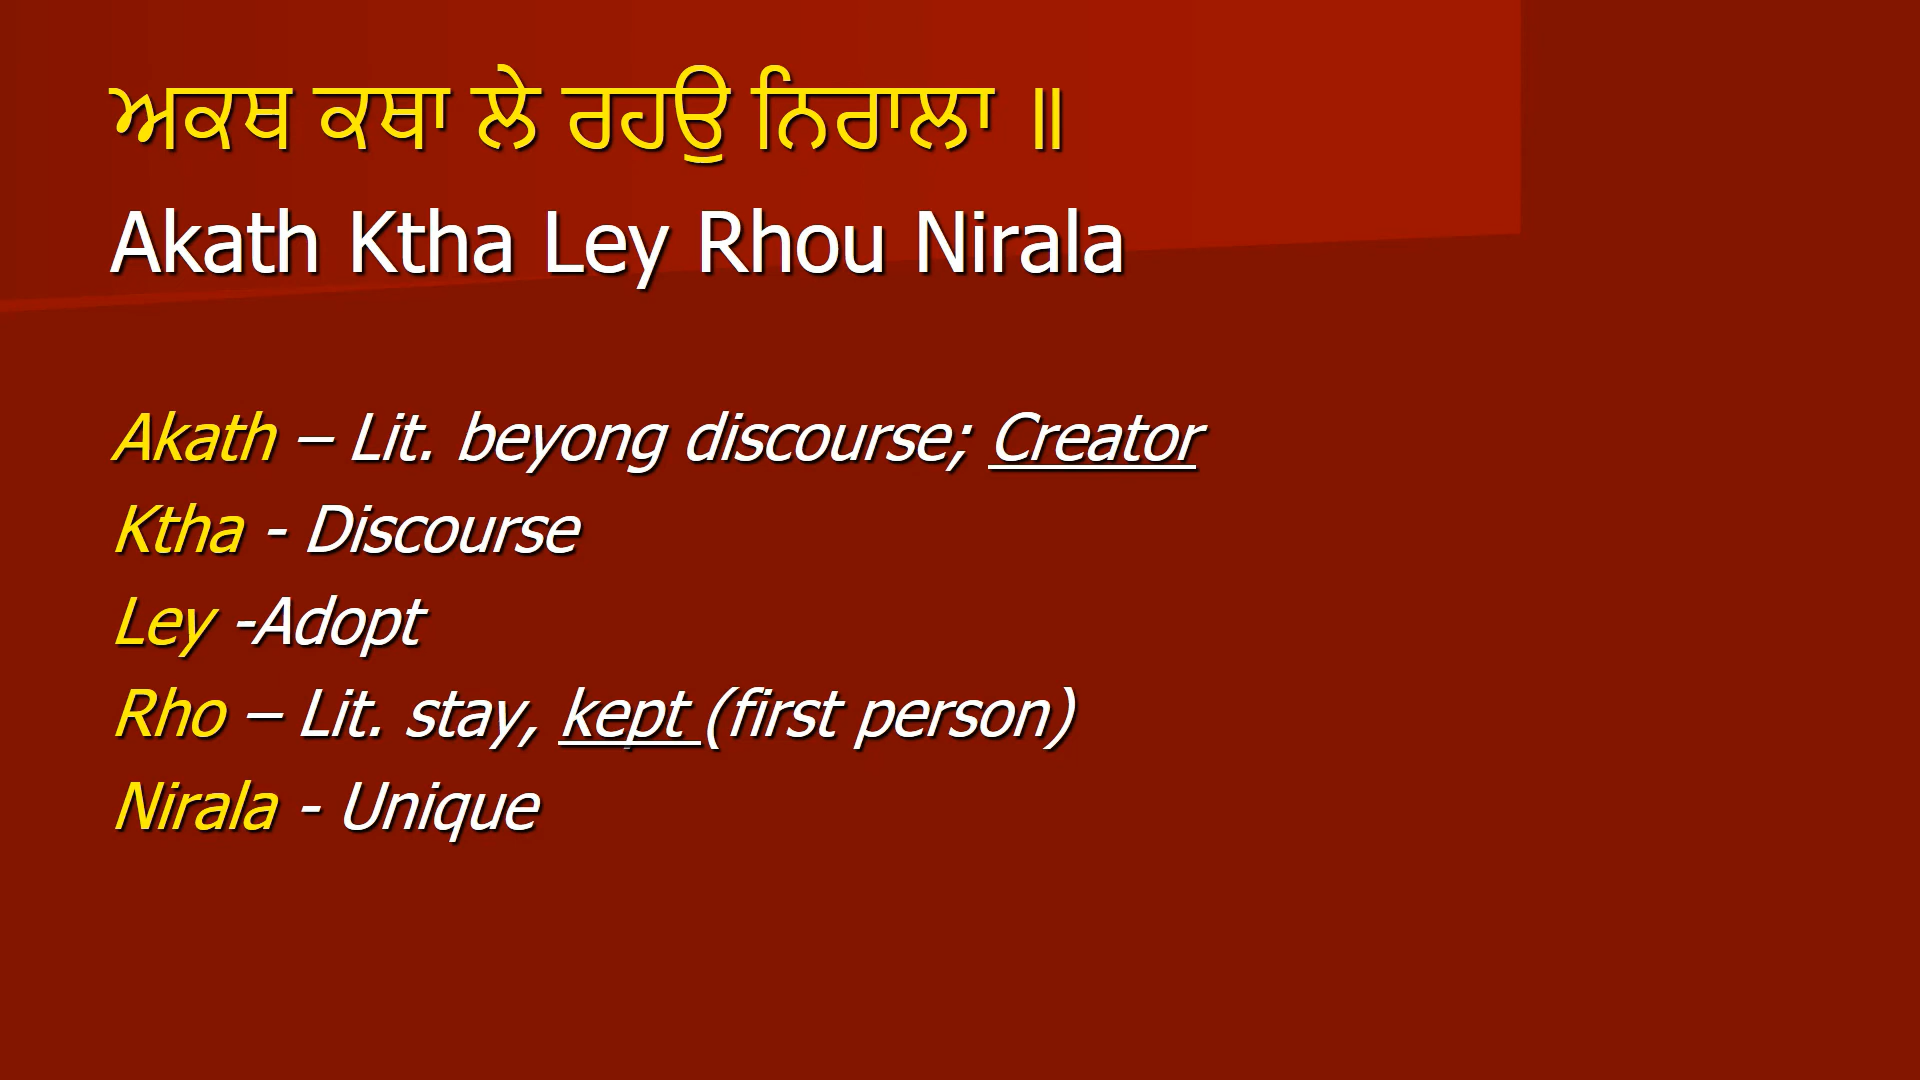 ਅਕਥ ਕਥਾ ਲੇ ਰਹਉ ਨਿਰਾਲਾ ॥
Akath Ktha Ley Rhou Nirala
Akath – Lit. beyong discourse; Creator
Ktha - Discourse
Ley -Adopt
Rho – Lit. stay, kept (first person)
Nirala - Unique